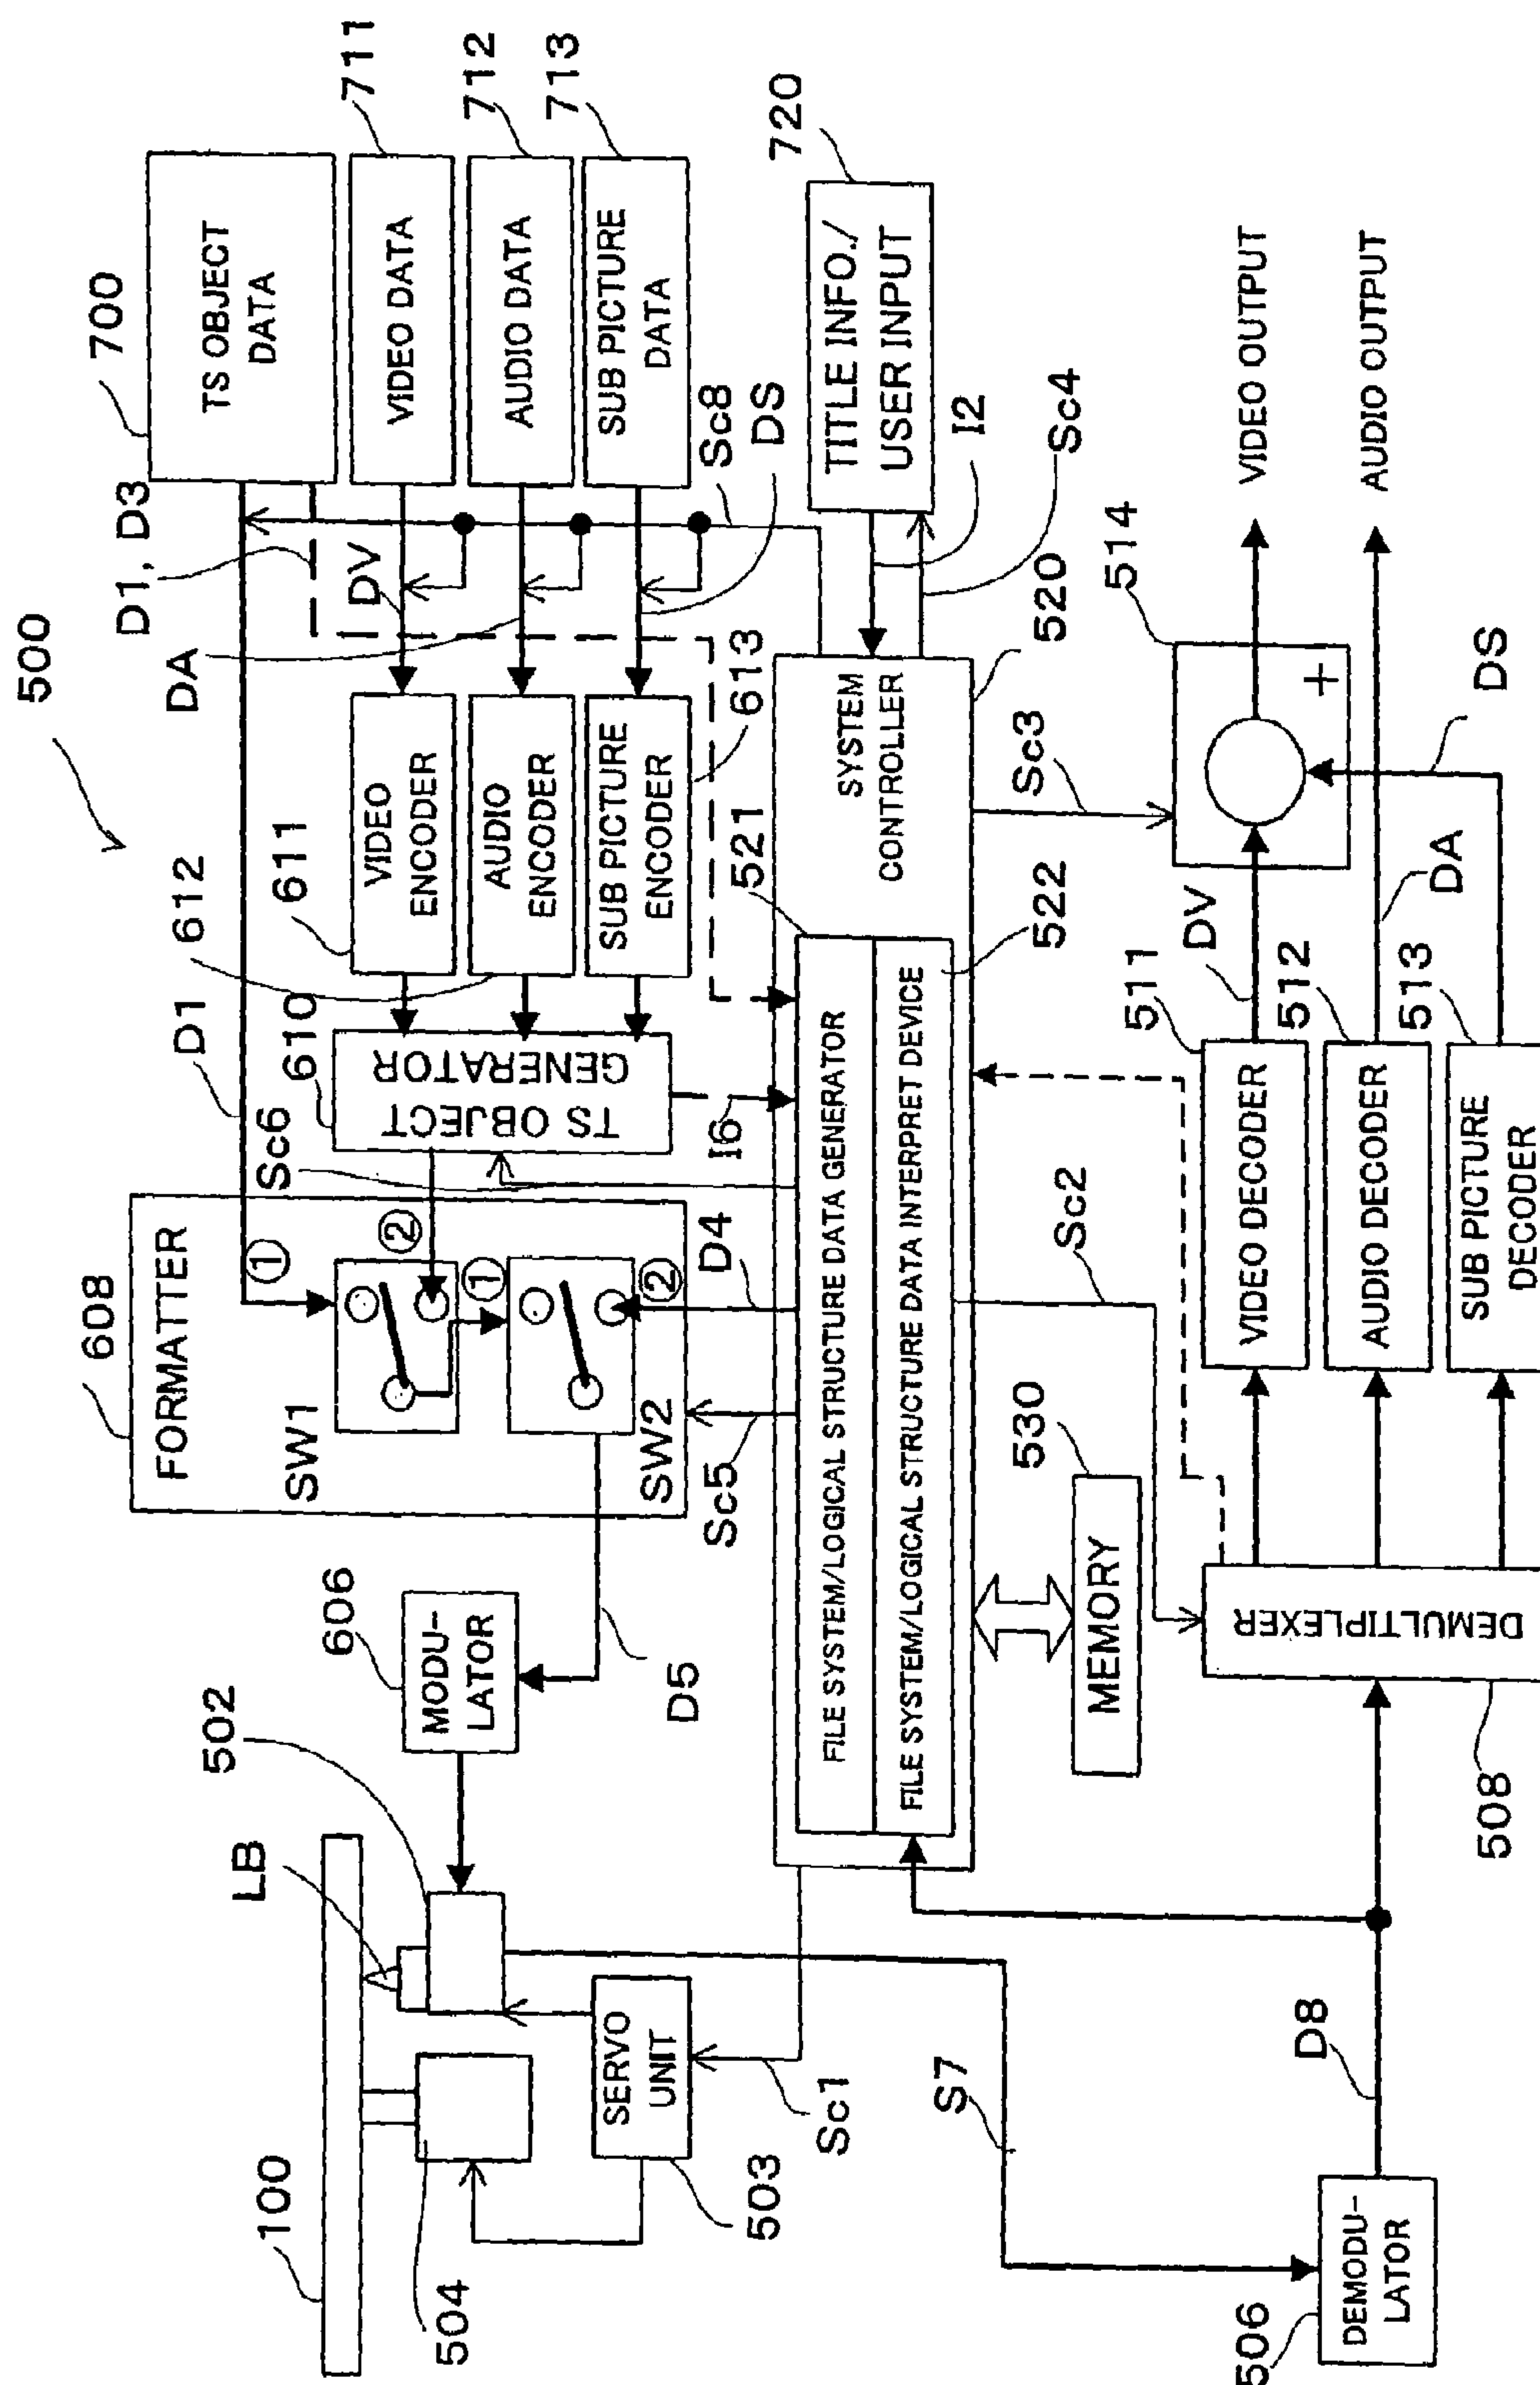 500
700
TS OBJECT
DATA
711
VIDEO DATA
712
AUDIO DATA
713
SUB PICTURE
DATA
D1, D3
DV
DA
DS
Sc8
720
TITLE INFO./
USER INPUT
I2
Sc4
611
VIDEO
ENCODER
612
AUDIO
ENCODER
613
SUB PICTURE
ENCODER
D1
610
TS OBJECT
GENERATOR
Sc6
I6
608
FORMATTER
①
②
SW1
①
②
SW2
D4
Sc5
D5
606
MODU-
LATOR
502
LB
100
504
SERVO
UNIT
503
Sc1
S7
520
SYSTEM
CONTROLLER
521
FILE SYSTEM/LOGICAL STRUCTURE DATA GENERATOR
522
FILE SYSTEM/LOGICAL STRUCTURE DATA INTERPRET DEVICE
Sc3
Sc2
530
MEMORY
506
DEMODU-
LATOR
D8
508
DEMULTIPLEXER
511
VIDEO DECODER
512
AUDIO DECODER
513
SUB PICTURE
DECODER
DV
DA
DS
514
+
VIDEO OUTPUT
AUDIO OUTPUT